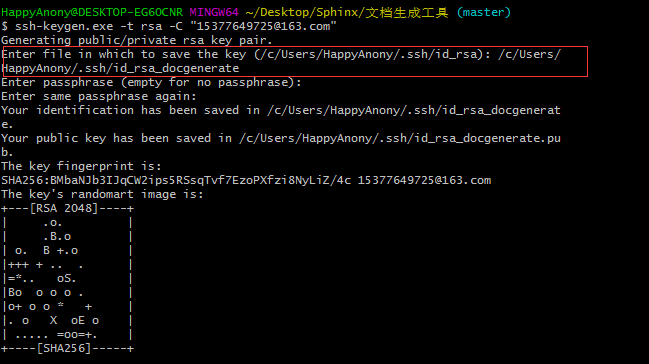 HappyAnony@DESKTOP-EG6OCNR MINGW64 ~/Desktop/Sphinx/文档生成工具 (master)
$ ssh-keygen.exe -t rsa -C "15377649725@163.com"
Generating public/private rsa key pair.
Enter file in which to save the key (/c/Users/HappyAnony/.ssh/id_rsa): /c/Users/
HappyAnony/.ssh/id_rsa_docgenerate
Enter passphrase (empty for no passphrase):
Enter same passphrase again:
Your identification has been saved in /c/Users/HappyAnony/.ssh/id_rsa_docgenerat
e.
Your public key has been saved in /c/Users/HappyAnony/.ssh/id_rsa_docgenerate.pu
b.
The key fingerprint is:
SHA256:BMbaNJb3IJqCW2ips5RSsqTvf7EzoPXfzi8NyLiZ/4c 15377649725@163.com
The key's randomart image is:
+---[RSA 2048]----+
|      .o.        |
|      .B.o       |
| o.  B +.o       |
|+++ + ..  .      |
|=*..   oS.       |
|Bo  o o o .      |
|o+ o o *   +     |
|. o   X  oE o    |
| ..... =oo=+.    |
+----[SHA256]-----+